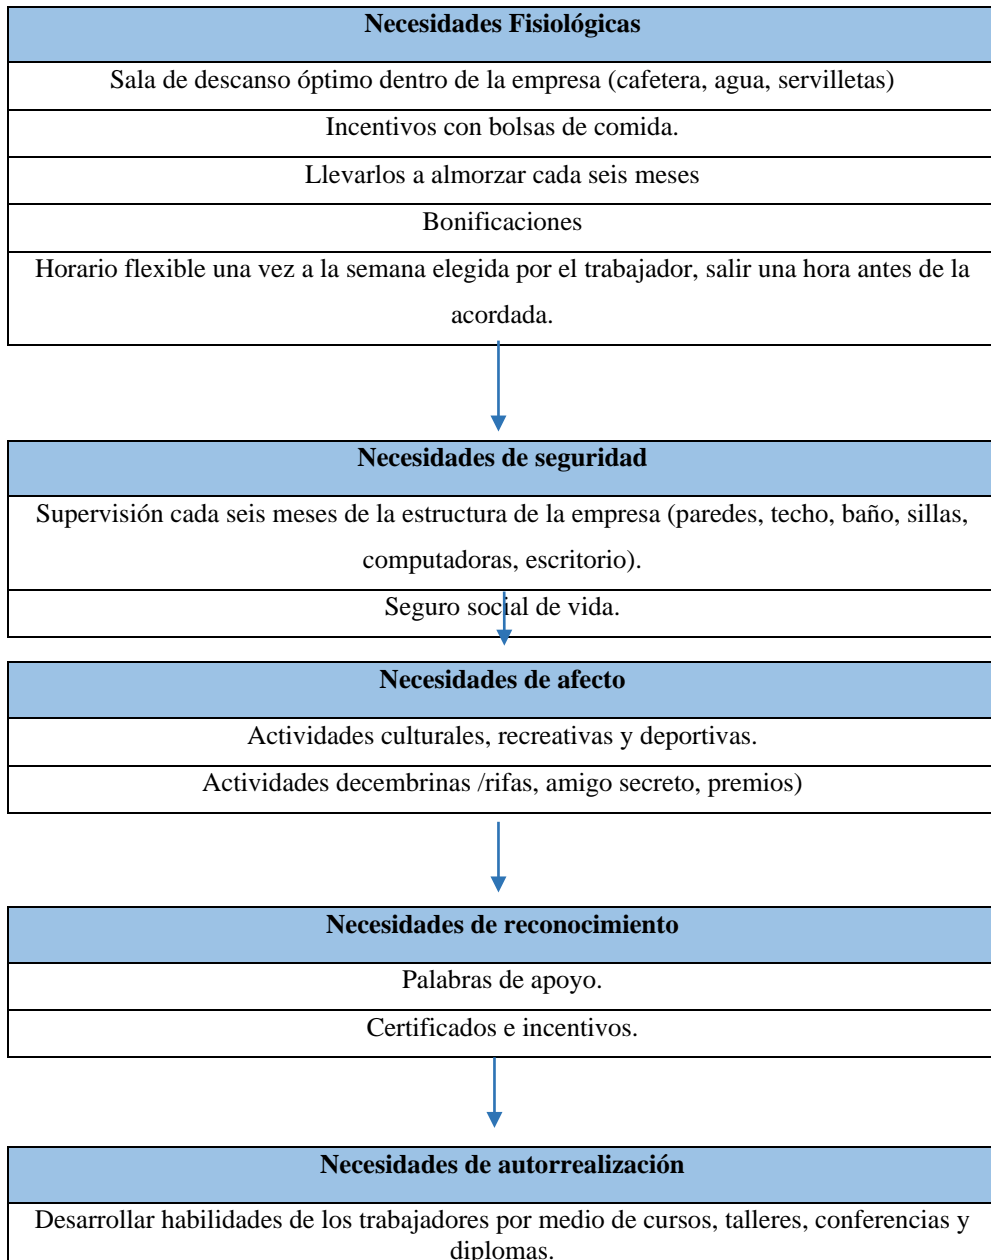 Necesidades Fisiológicas
Sala de descanso óptimo dentro de la empresa (cafetera, agua, servilletas)
Incentivos con bolsas de comida.
Llevarlos a almorzar cada seis meses
Bonificaciones
Horario flexible una vez a la semana elegida por el trabajador, salir una hora antes de la
acordada.
Necesidades de seguridad
Supervisión cada seis meses de la estructura de la empresa (paredes, techo, baño, sillas,
computadoras, escritorio).
Seguro social de vida.
Necesidades de afecto
Actividades culturales, recreativas y deportivas.
Actividades decembrinas /rifas, amigo secreto, premios)
Necesidades de reconocimiento
Palabras de apoyo.
Certificados e incentivos.
Necesidades de autorrealización
Desarrollar habilidades de los trabajadores por medio de cursos, talleres, conferencias y
diplomas.